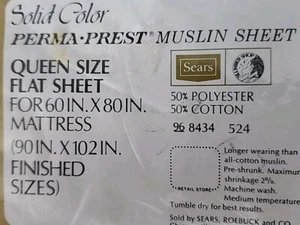 Solid Color
PERMA·PREST® MUSLIN SHEET
QUEEN SIZE
FLAT SHEET
FOR 60 IN. X 80 IN.
MATTRESS
(90 IN. X 102 IN.
FINISHED
SIZES)
Sears
50% POLYESTER
50% COTTON
96 8434 524
RETAIL STORE
Longer wearing than
all-cotton muslin.
Pre-shrunk. Maximum
shrinkage 2%.
Machine wash.
Medium temperature
Tumble dry for best results.
Sold by SEARS, ROEBUCK and CO.